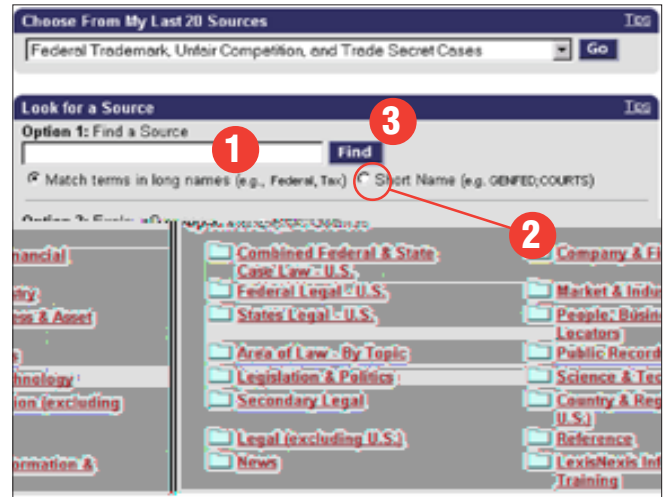 Choose From My Last 20 Sources Tips
Federal Trademark, Unfair Competition, and Trade Secret Cases Go
Look for a Source Tips
Option 1: Find a Source
1 3
Find
Match terms in long names (e.g., Federal, Tax) Short Name (e.g. GENFED;COURTS)
2
Option 2:
nancial Combined Federal & State Company & Fi
Case Law - U.S.
stry Federal Legal - U.S. Market & Indu
ess & Asset States Legal - U.S. People, Busin
Locators
s Area of Law - By Topic Public Record
hnology Legislation & Politics Science & Tec
ion (excluding Secondary Legal Country & Reg
U.S.)
Legal (excluding U.S.) Reference
ormation & News LexisNexis Inf
Training